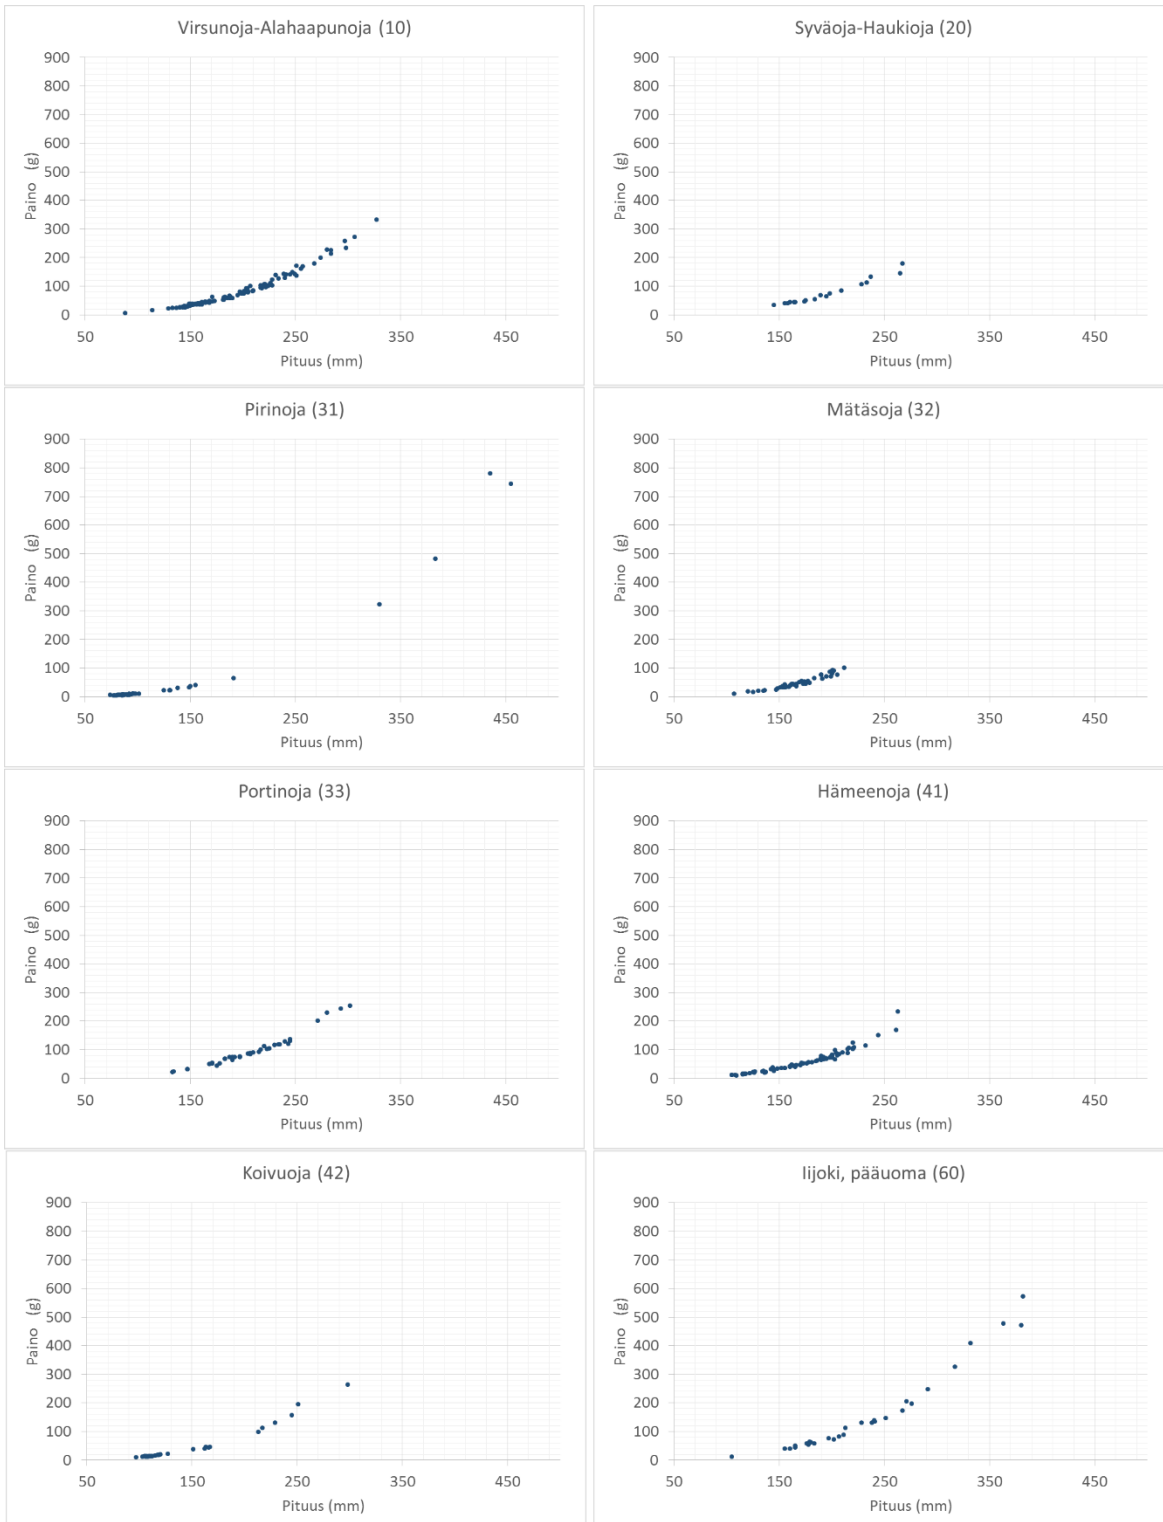 Virsunoja-Alahaapunoja (10)
900
800
700
600
500
400
300
200
100
0
Paino (g)
50 150 250 350 450
Pituus (mm)
Syväoja-Haukioja (20)
900
800
700
600
500
400
300
200
100
0
Paino (g)
50 150 250 350 450
Pituus (mm)
Pirinoja (31)
900
800
700
600
500
400
300
200
100
0
Paino (g)
50 150 250 350 450
Pituus (mm)
Mätäsoja (32)
900
800
700
600
500
400
300
200
100
0
Paino (g)
50 150 250 350 450
Pituus (mm)
Portinoja (33)
900
800
700
600
500
400
300
200
100
0
Paino (g)
50 150 250 350 450
Pituus (mm)
Hämeenoja (41)
900
800
700
600
500
400
300
200
100
0
Paino (g)
50 150 250 350 450
Pituus (mm)
Koivuoja (42)
900
800
700
600
500
400
300
200
100
0
Paino (g)
50 150 250 350 450
Pituus (mm)
Iijoki, pääuoma (60)
900
800
700
600
500
400
300
200
100
0
Paino (g)
50 150 250 350 450
Pituus (mm)